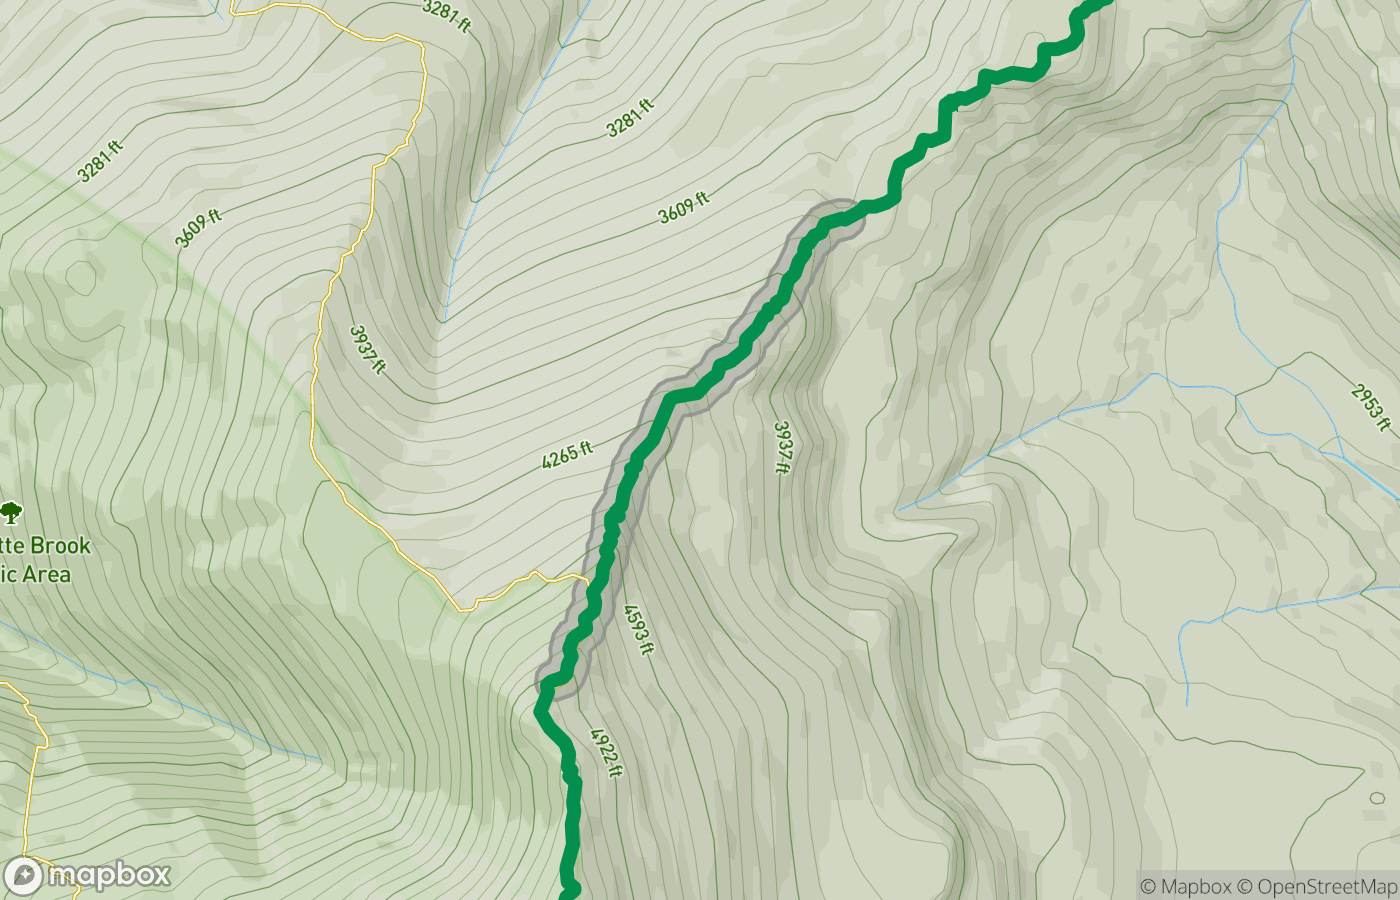 3281 ft
3281 ft
3281 ft
3609 ft
3609 ft
3937 ft
2953 ft
4265 ft
3937 ft
tte Brook
ic Area
4593 ft
4922 ft
mapbox
© Mapbox © OpenStreetMap